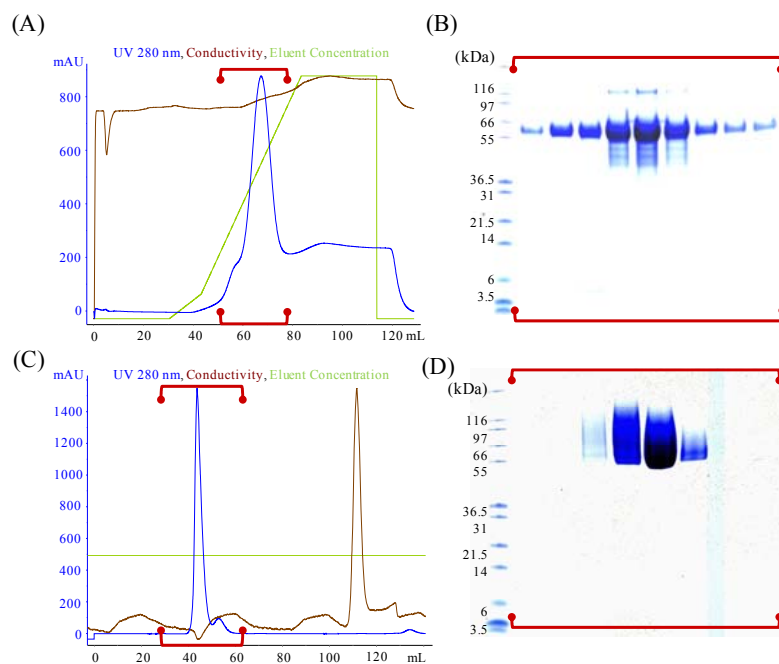 (A)
UV 280 nm, Conductivity, Eluent Concentration
mAU
800
600
400
200
0
0 20 40 60 80 100 120 mL
(B)
(kDa)
116
97
66
55
36.5
31
21.5
14
6
3.5
(C)
UV 280 nm, Conductivity, Eluent Concentration
mAU
1400
1200
1000
800
600
400
200
0
0 20 40 60 80 100 120 mL
(D)
(kDa)
116
97
66
55
36.5
31
21.5
14
6
3.5